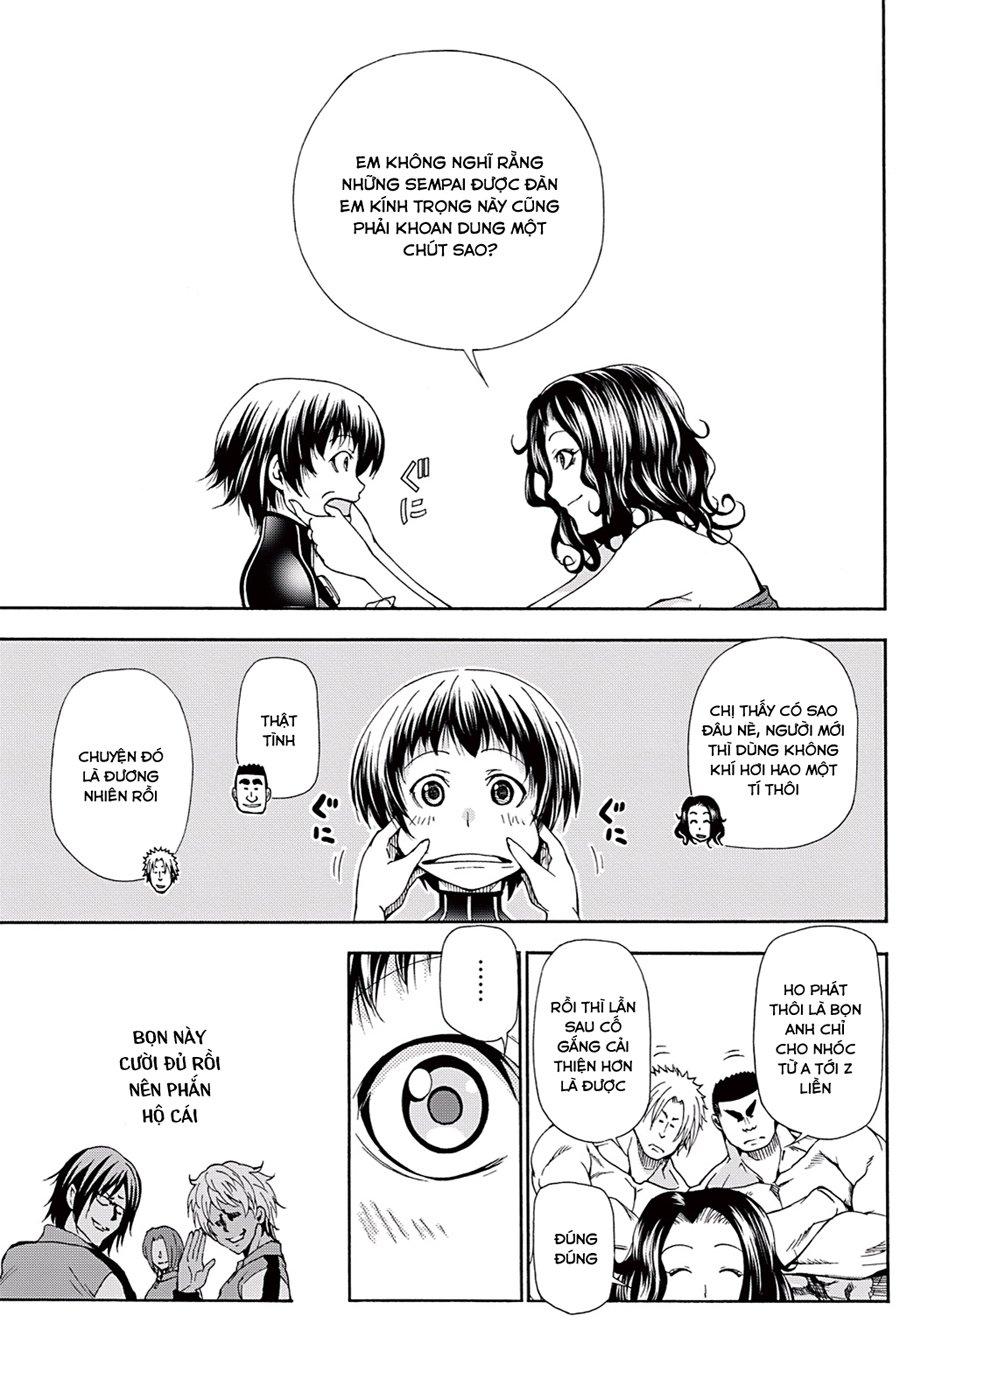 EM KHÔNG NGHĨ RẰNG
NHỮNG SEMPAI ĐƯỢC ĐÀN
EM KÍNH TRỌNG NÀY CŨNG
PHẢI KHOAN DUNG MỘT
CHÚT SAO?
ぐに
CHỊ THẤY CÓ SAO
ĐÂU NÈ, NGƯỜI MỚI
THÌ DÙNG KHÔNG
KHÍ HƠI HAO MỘT
TÍ THÔI
ぐに
ぐに
THẬT
TÌNH
CHUYỆN ĐÓ
LÀ ĐƯƠNG
NHIÊN RỒI
HO PHÁT
THÔI LÀ BỌN
ANH CHỈ
CHO NHÓC
TỪ A TỚI Z
LIỀN
RỒI THÌ LẦN
SAU CỐ
GẮNG CẢI
THIỆN HƠN
LÀ ĐƯỢC
ĐÚNG
ĐÚNG
......
BỌN NÀY
CƯỜI ĐỦ RỒI
NÊN PHẮN
HỘ CÁI